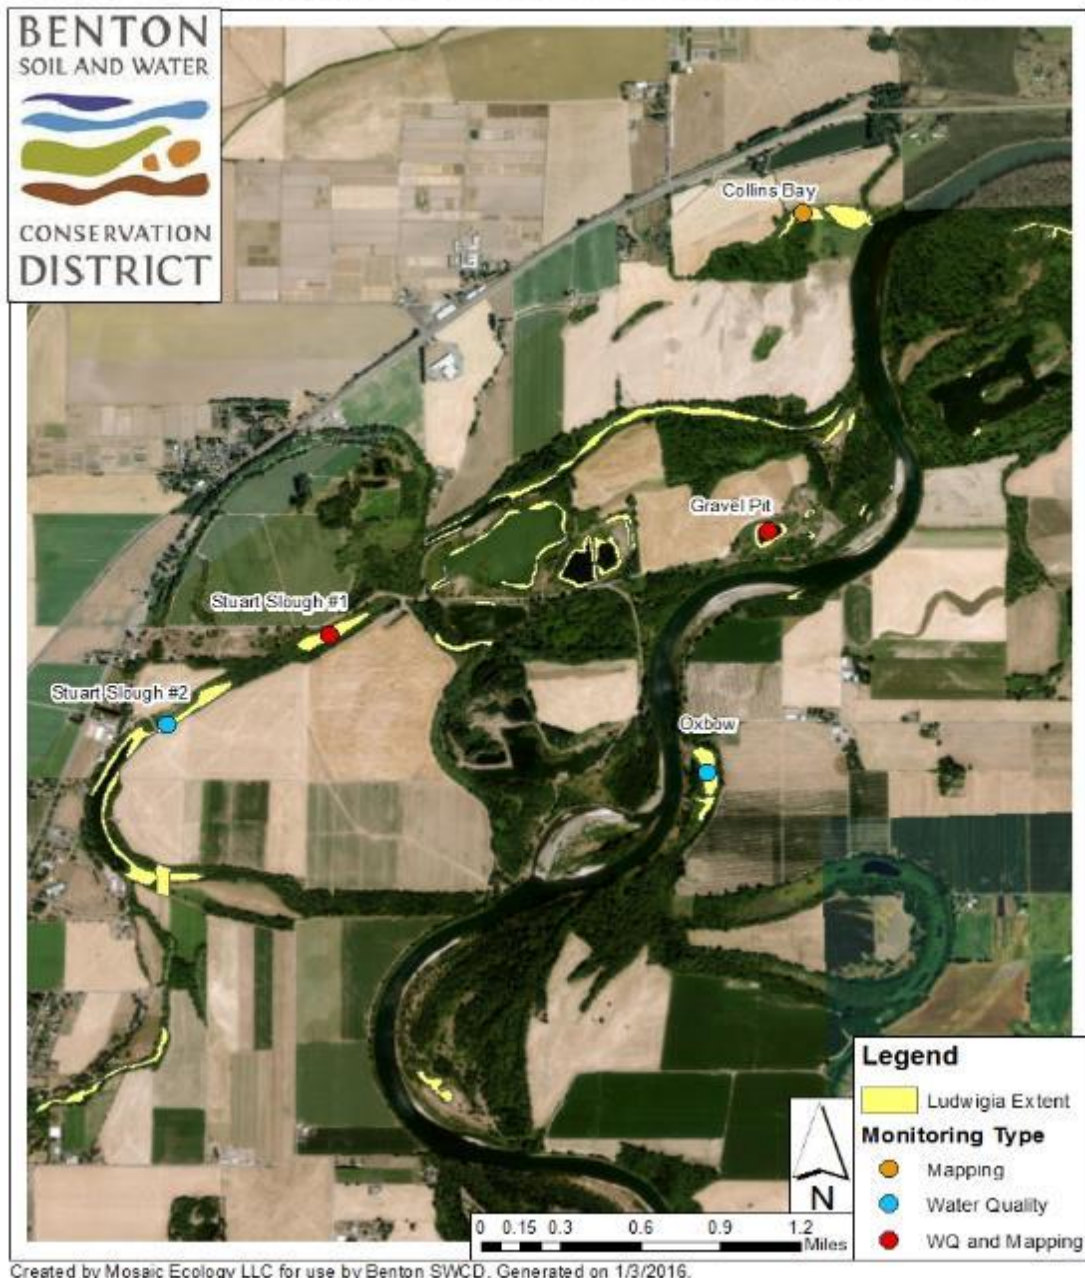 BENTON
SOIL AND WATER
CONSERVATION
DISTRICT
Collins Bay
Gravel Pit
Stuart Slough #1
Stuart Slough #2
Oxbow
Legend
Ludwigia Extent
Monitoring Type
Mapping
Water Quality
WQ and Mapping
N
0 0.15 0.3 0.6 0.9 1.2
Miles
Created by Mosaic Ecology LLC for use by Benton SWCD. Generated on 1/3/2016.